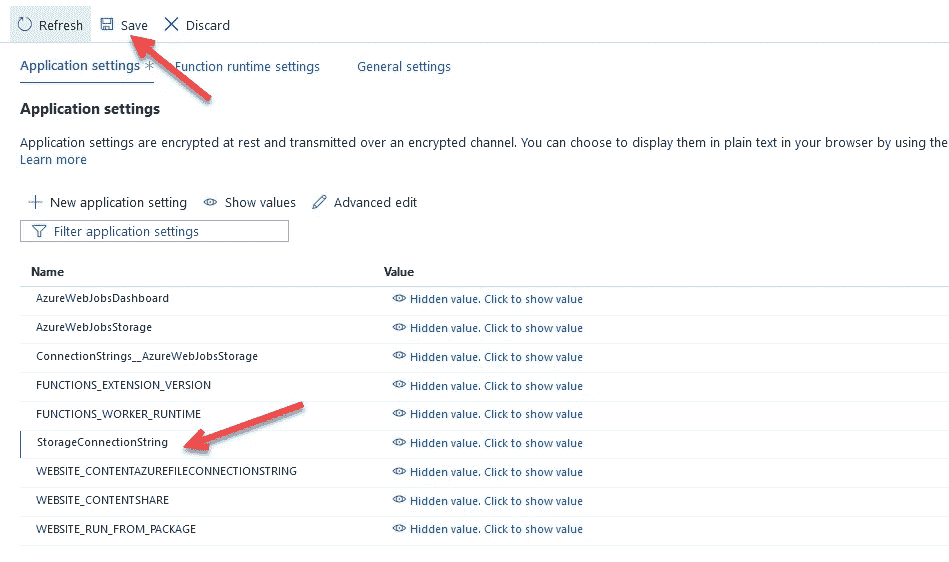 Refresh Save Discard
Application settings * Function runtime settings General settings
Application settings
Application settings are encrypted at rest and transmitted over an encrypted channel. You can choose to display them in plain text in your browser by using the
Learn more
New application setting Show values Advanced edit
Filter application settings
Name Value
AzureWebJobsDashboard Hidden value. Click to show value
AzureWebJobsStorage Hidden value. Click to show value
ConnectionStrings__AzureWebJobsStorage Hidden value. Click to show value
FUNCTIONS_EXTENSION_VERSION Hidden value. Click to show value
FUNCTIONS_WORKER_RUNTIME Hidden value. Click to show value
StorageConnectionString Hidden value. Click to show value
WEBSITE_CONTENTAZUREFILECONNECTIONSTRING Hidden value. Click to show value
WEBSITE_CONTENTSHARE Hidden value. Click to show value
WEBSITE_RUN_FROM_PACKAGE Hidden value. Click to show value